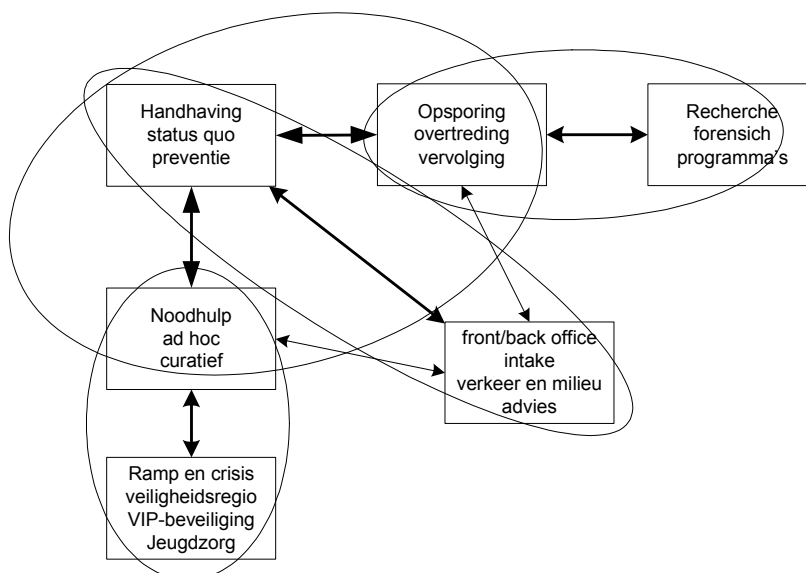 Handhaving
status quo
preventie
Opsporing
overtreding
vervolging
Recherche
forensich
programma's
Noodhulp
ad hoc
curatief
front/back office
intake
verkeer en milieu
advies
Ramp en crisis
veiligheidsregio
VIP-beveiliging
Jeugdzorg